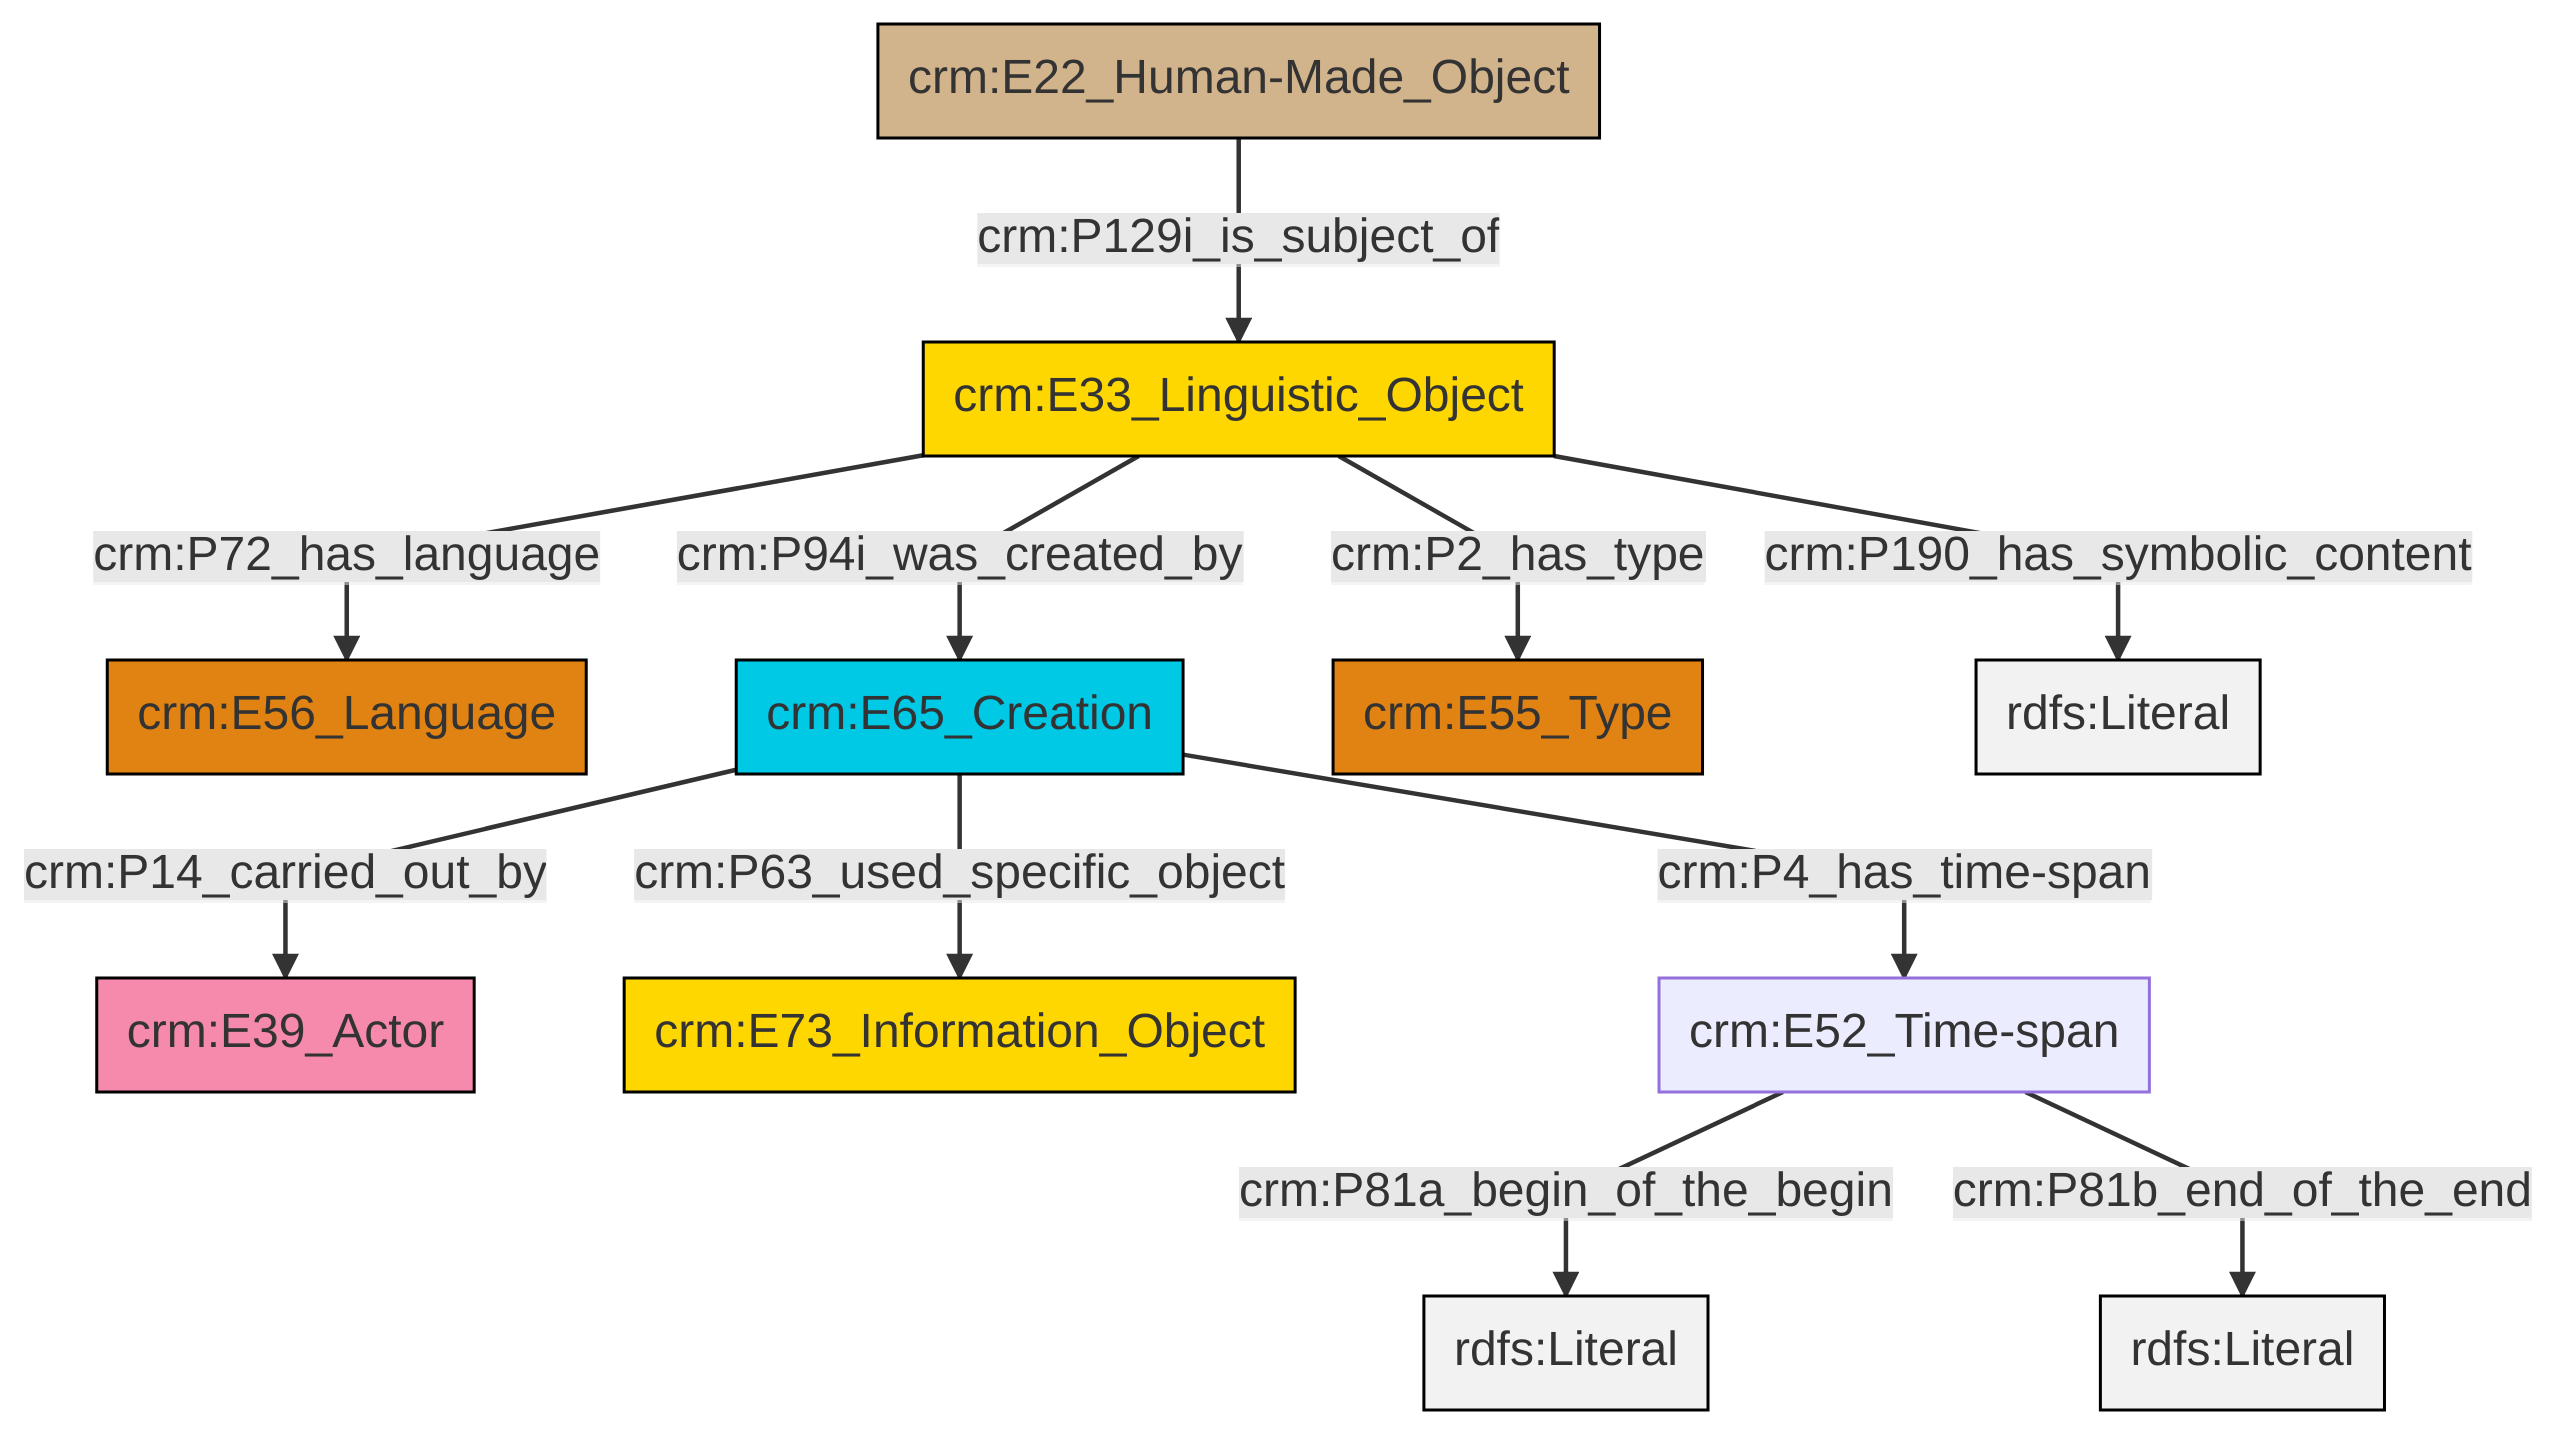 crm:E22_Human-Made_Object
crm:P129i_is_subject_of
crm:E33_Linguistic_Object
crm:P72_has_language
crm:P94i_was_created_by
crm:P2_has_type
crm:P190_has_symbolic_content
crm:E56_Language
crm:E65_Creation
crm:E55_Type
rdfs:Literal
crm:P14_carried_out_by
crm:P63_used_specific_object
crm:P4_has_time-span
crm:E39_Actor
crm:E73_Information_Object
crm:E52_Time-span
crm:P81a_begin_of_the_begin
crm:P81b_end_of_the_end
rdfs:Literal
rdfs:Literal